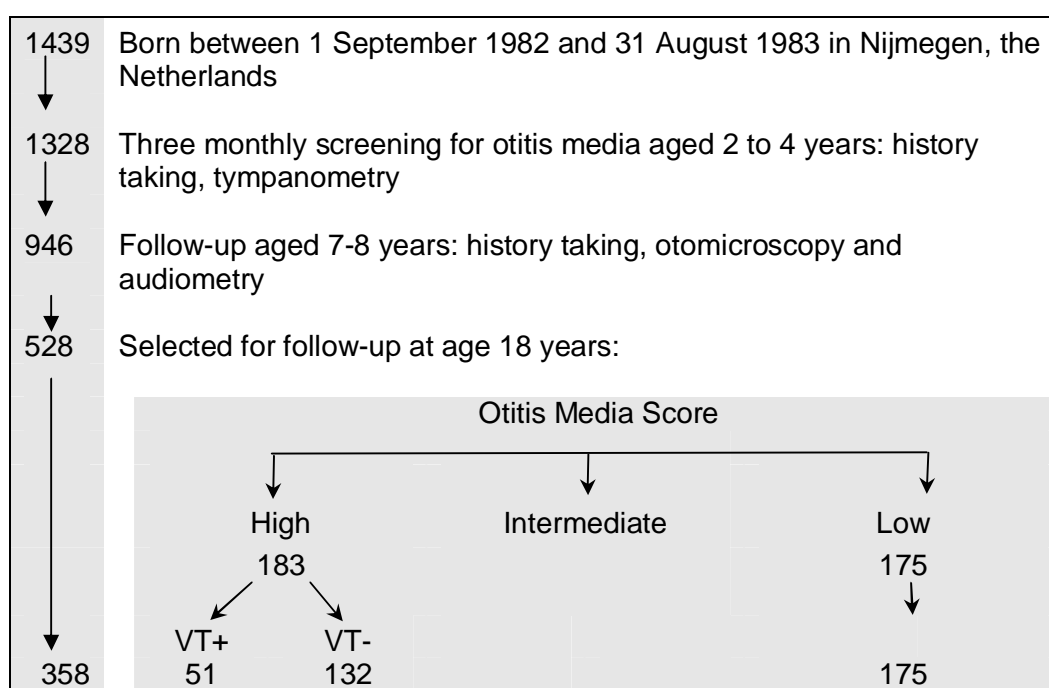 1439 Born between 1 September 1982 and 31 August 1983 in Nijmegen, the
Netherlands
1328 Three monthly screening for otitis media aged 2 to 4 years: history
taking, tympanometry
946 Follow-up aged 7-8 years: history taking, otomicroscopy and
audiometry
528 Selected for follow-up at age 18 years:
Otitis Media Score
High Intermediate Low
183 175
VT+ VT-
358 51 132 175